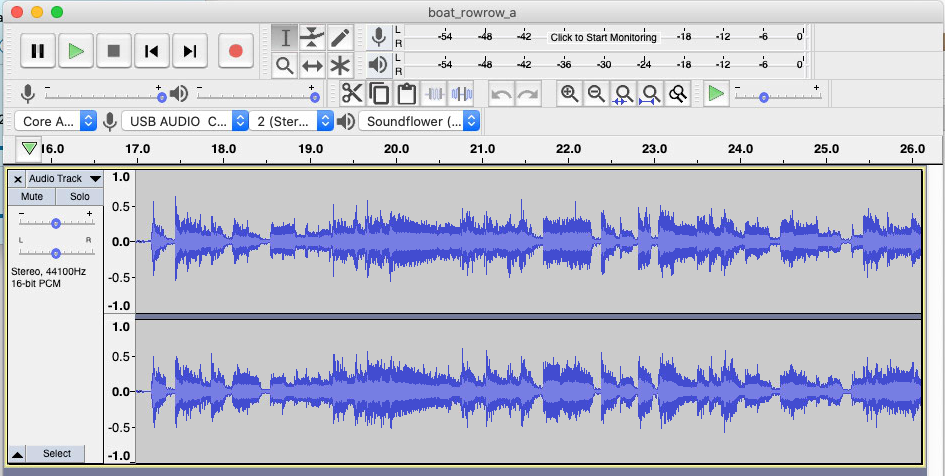 boat_rowrow_a
L -54 -48 -42 Click to Start Monitoring -18 -12 -6 0
R
L -54 -48 -42 -36 -30 -24 -18 -12 -6 0
R
- + - + - +
Core A... USB AUDIO C... 2 (Ster... Soundflower (...
16.0 17.0 18.0 19.0 20.0 21.0 22.0 23.0 24.0 25.0 26.0
Audio Track
Mute Solo
- +
L R
Stereo, 44100Hz
16-bit PCM
1.0
0.5
0.0
-0.5
-1.0
1.0
0.5
0.0
-0.5
-1.0
Select